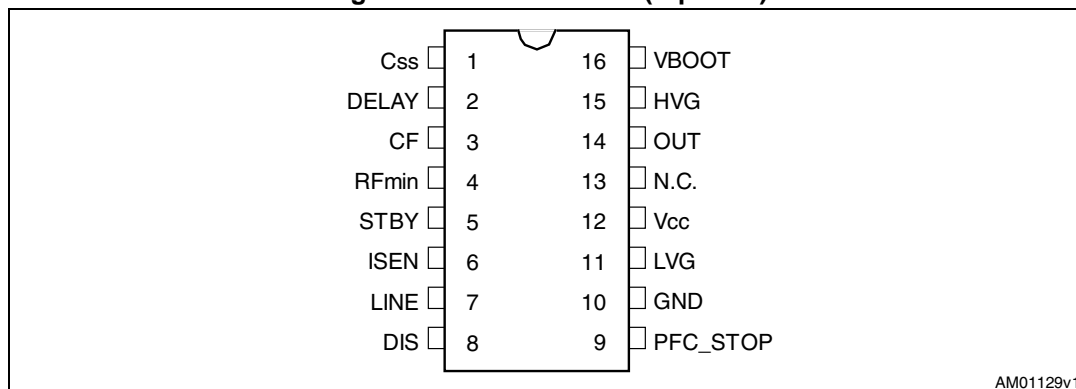 Css 1 16 VBOOT
DELAY 2 15 HVG
CF 3 14 OUT
RFmin 4 13 N.C.
STBY 5 12 Vcc
ISEN 6 11 LVG
LINE 7 10 GND
DIS 8 9 PFC_STOP
AM01129v1